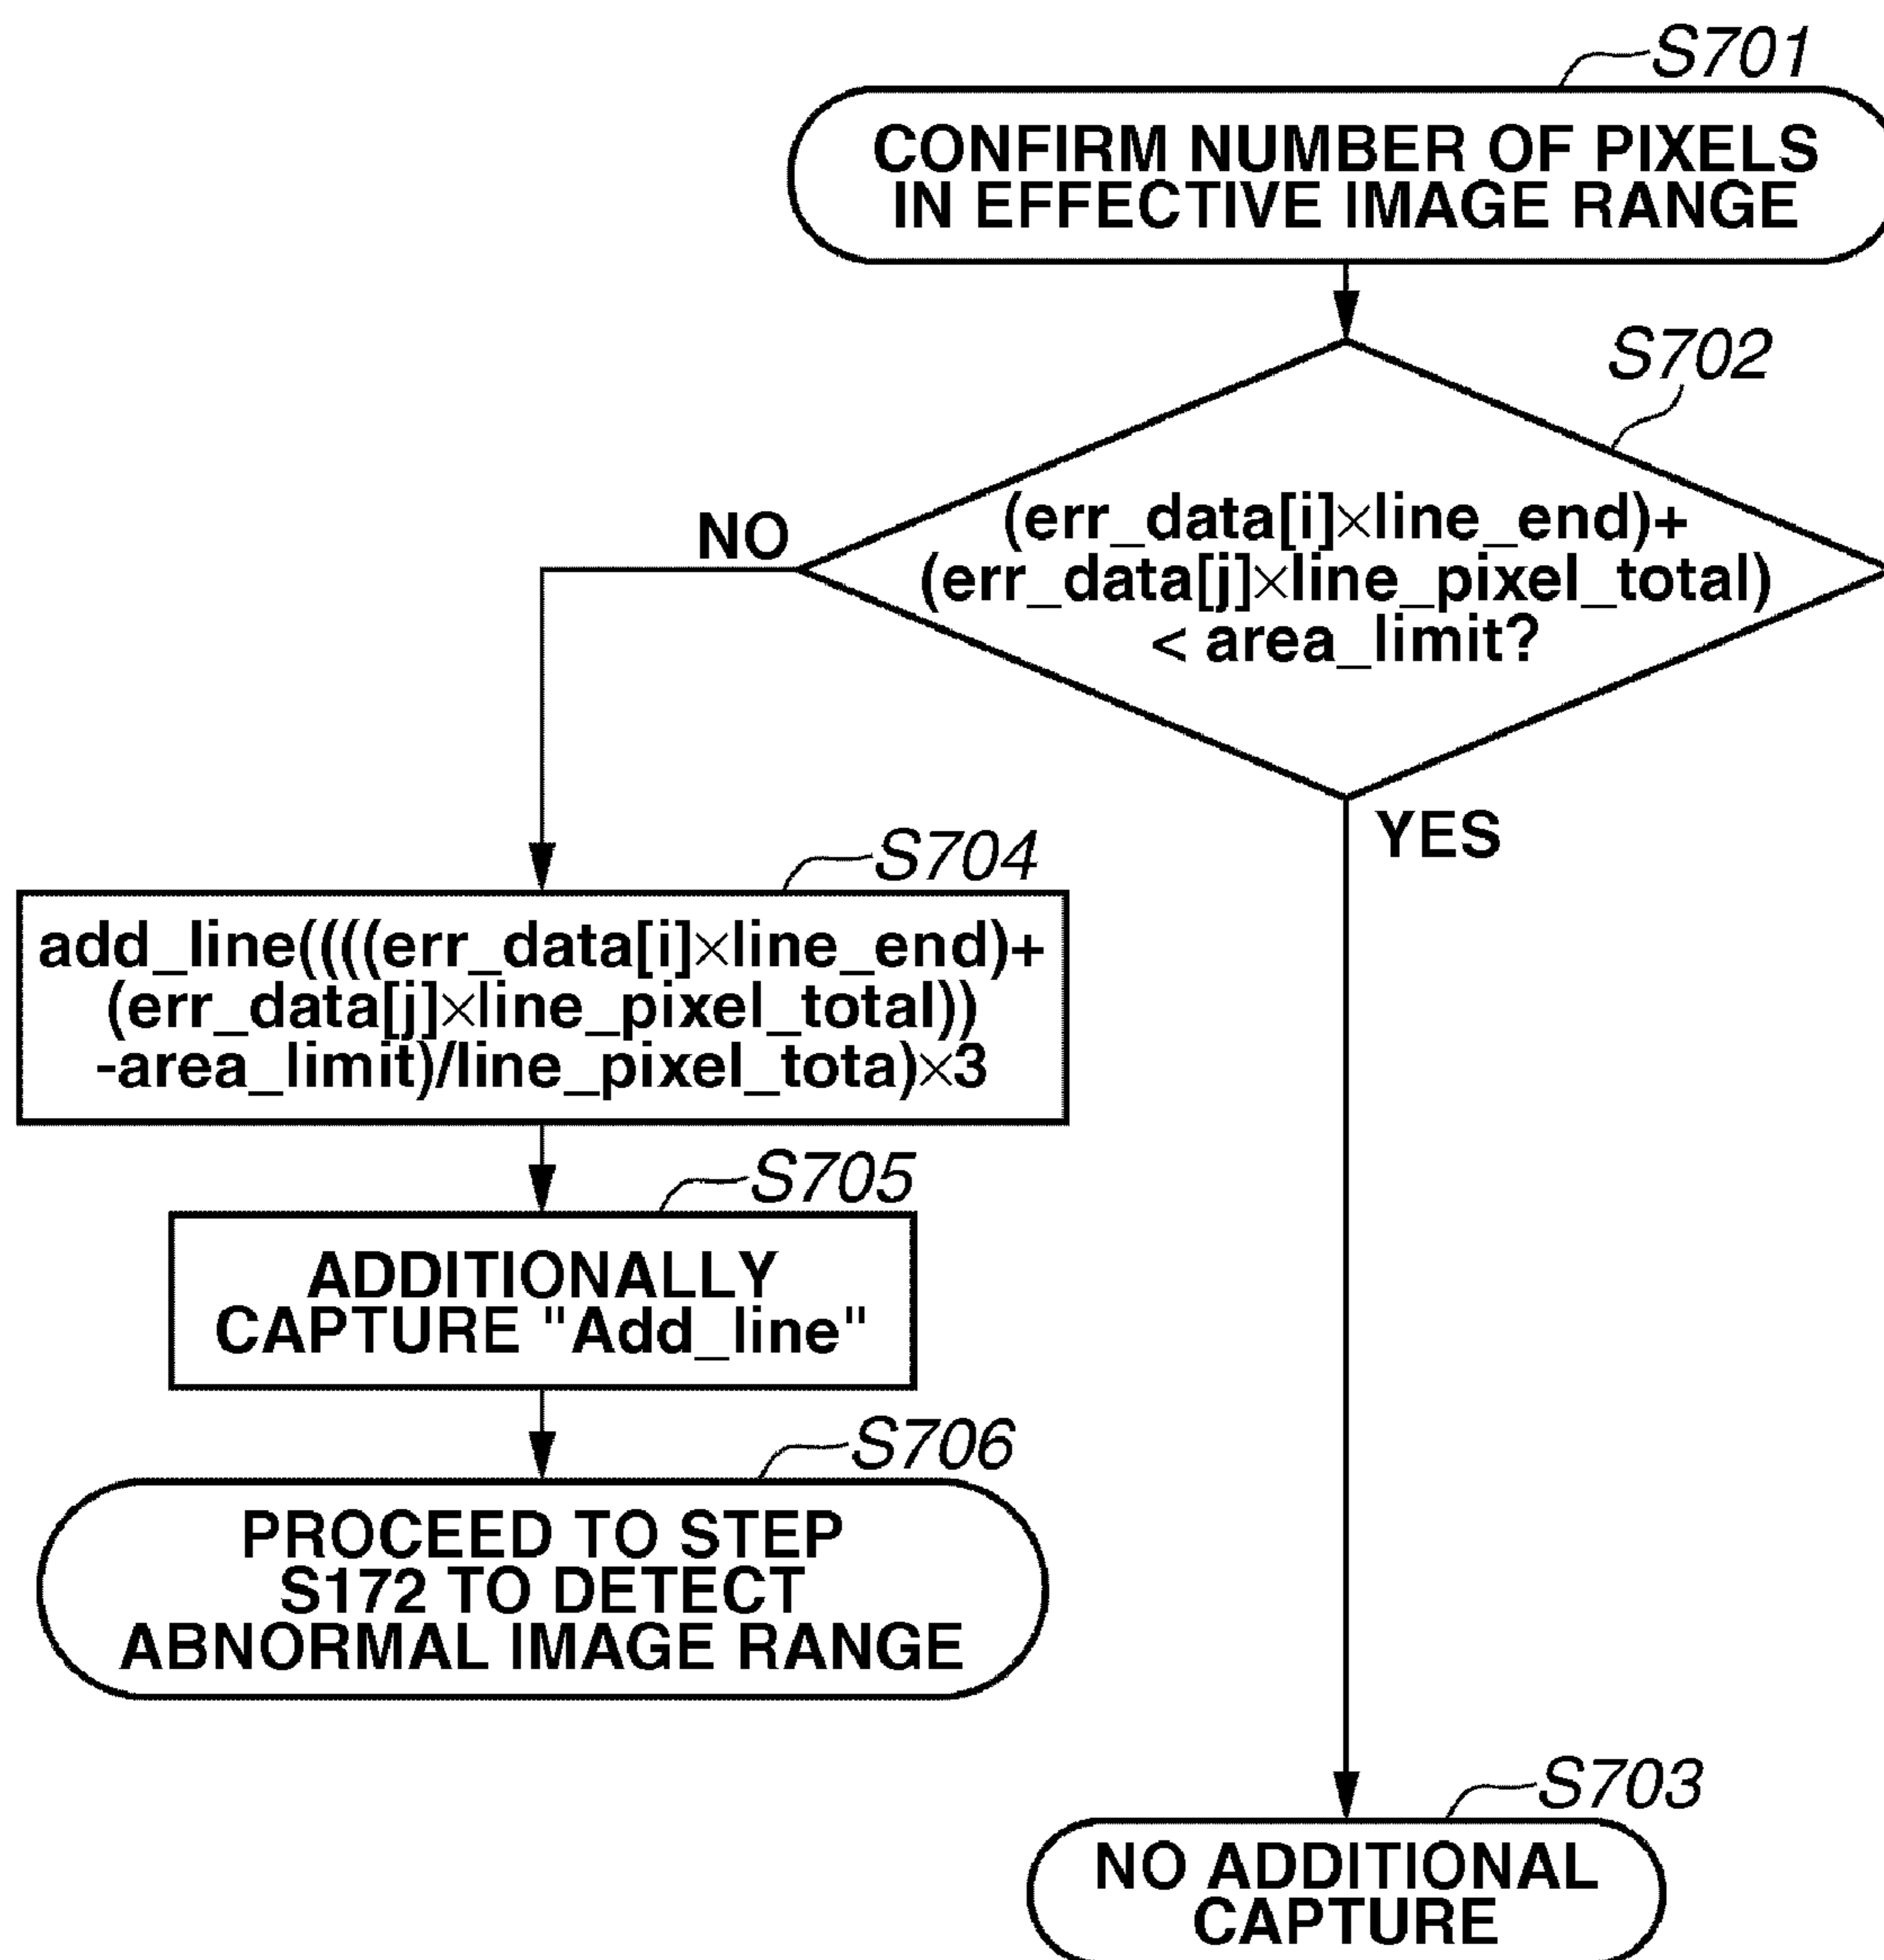 S701
CONFIRM NUMBER OF PIXELS
IN EFFECTIVE IMAGE RANGE
S702
(err_data[i]×line_end)+
(err_data[j]×line_pixel_total)
< area_limit?
NO
YES
S704
add_line((((err_data[i]×line_end)+
(err_data[j]×line_pixel_total))
-area_limit)/line_pixel_tota)×3
S705
ADDITIONALLY
CAPTURE "Add_line"
S706
PROCEED TO STEP
S172 TO DETECT
ABNORMAL IMAGE RANGE
S703
NO ADDITIONAL
CAPTURE